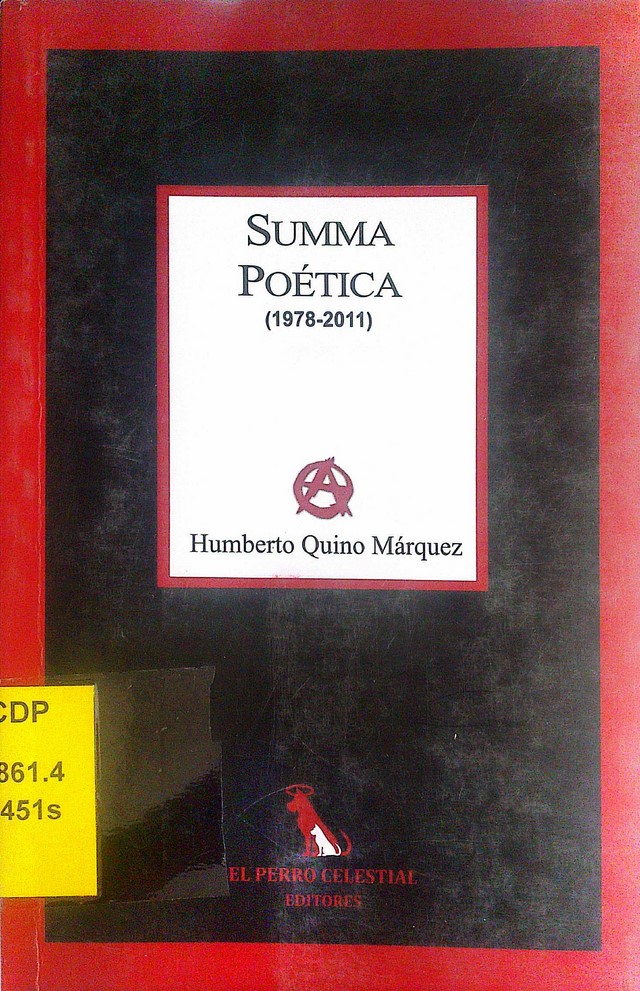 SUMMA
POÉTICA
(1978-2011)
A
Humberto Quino Márquez
CDP
861.4
451s
EL PERRO CELESTIAL
EDITORES